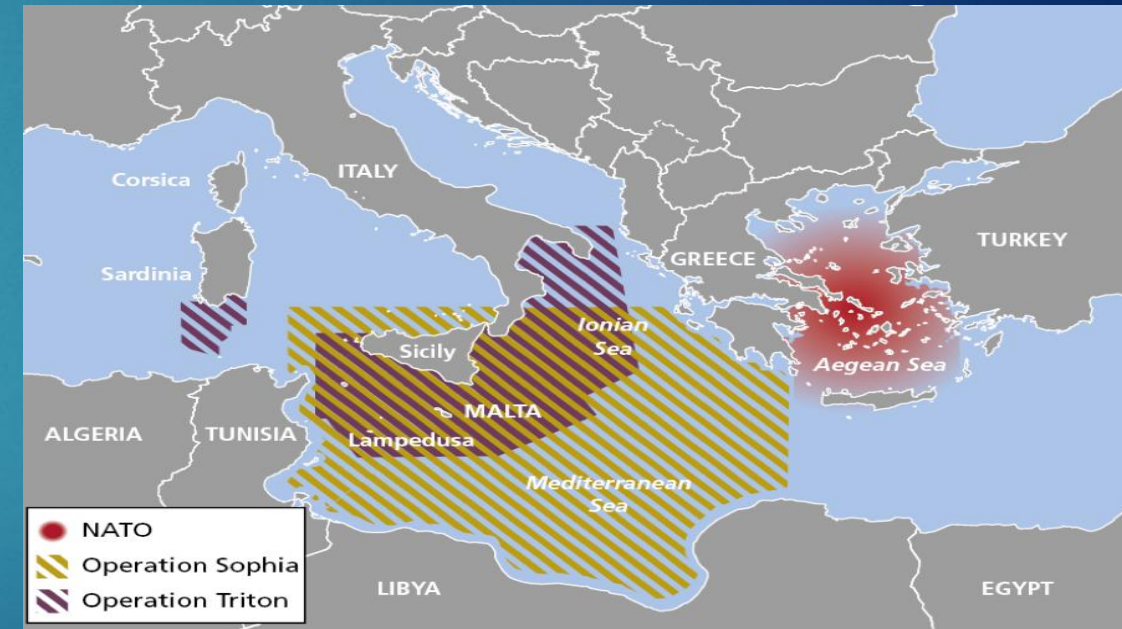 ITALY
Corsica
Sardinia
GREECE
TURKEY
Ionian
Sea
Sicily
Aegean Sea
MALTA
ALGERIA
TUNISIA
Lampedusa
Mediterranean
Sea
NATO
Operation Sophia
Operation Triton
LIBYA
EGYPT